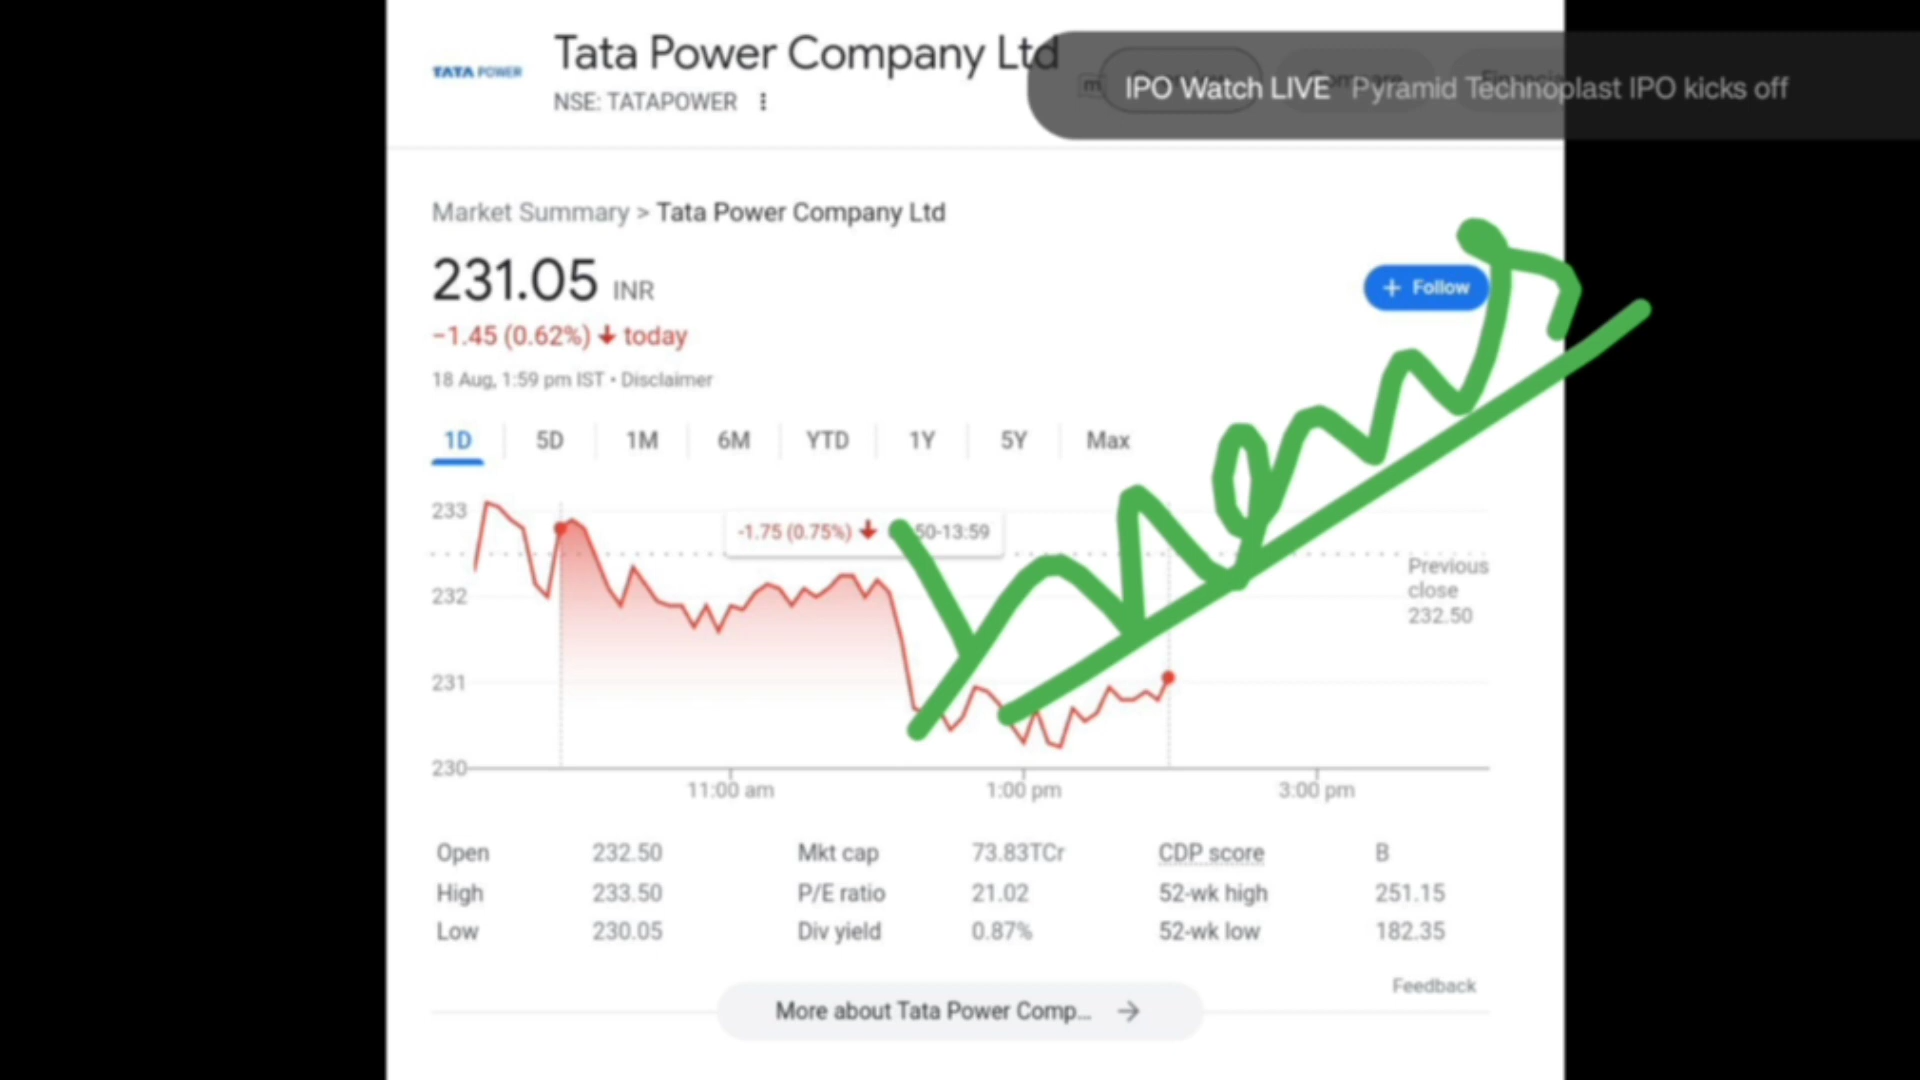 TATA POWER
Tata Power Company Ltd
NSE: TATAPOWER
IPO Watch LIVE Pyramid Technoplast IPO kicks off
Market Summary > Tata Power Company Ltd
231.05 INR
+ Follow
−1.45 (0.62%) ↓ today
18 Aug, 1:59 pm IST • Disclaimer
1D 5D 1M 6M YTD 1Y 5Y Max
233
-1.75 (0.75%) ↓ 50-13:59
Previous
close
232.50
232
231
230
11:00 am 1:00 pm 3:00 pm
Open 232.50 Mkt cap 73.83TCr CDP score B
High 233.50 P/E ratio 21.02 52-wk high 251.15
Low 230.05 Div yield 0.87% 52-wk low 182.35
Feedback
More about Tata Power Comp... →